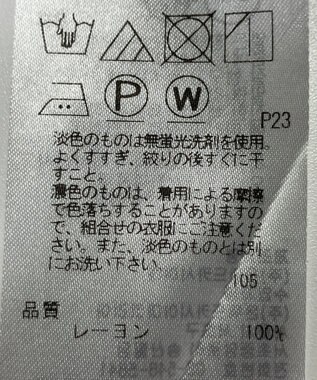 P W
P23
淡色のものは無蛍光洗剤を使用。
よくすすぎ、絞りの後すぐに干
すこと。
濃色のものは、着用による摩擦
で色落ちすることがありますの
で、組合せの衣服にご注意くだ
さい。また、淡色のものとは別
にお洗い下さい。
105
品質
レーヨン 100%